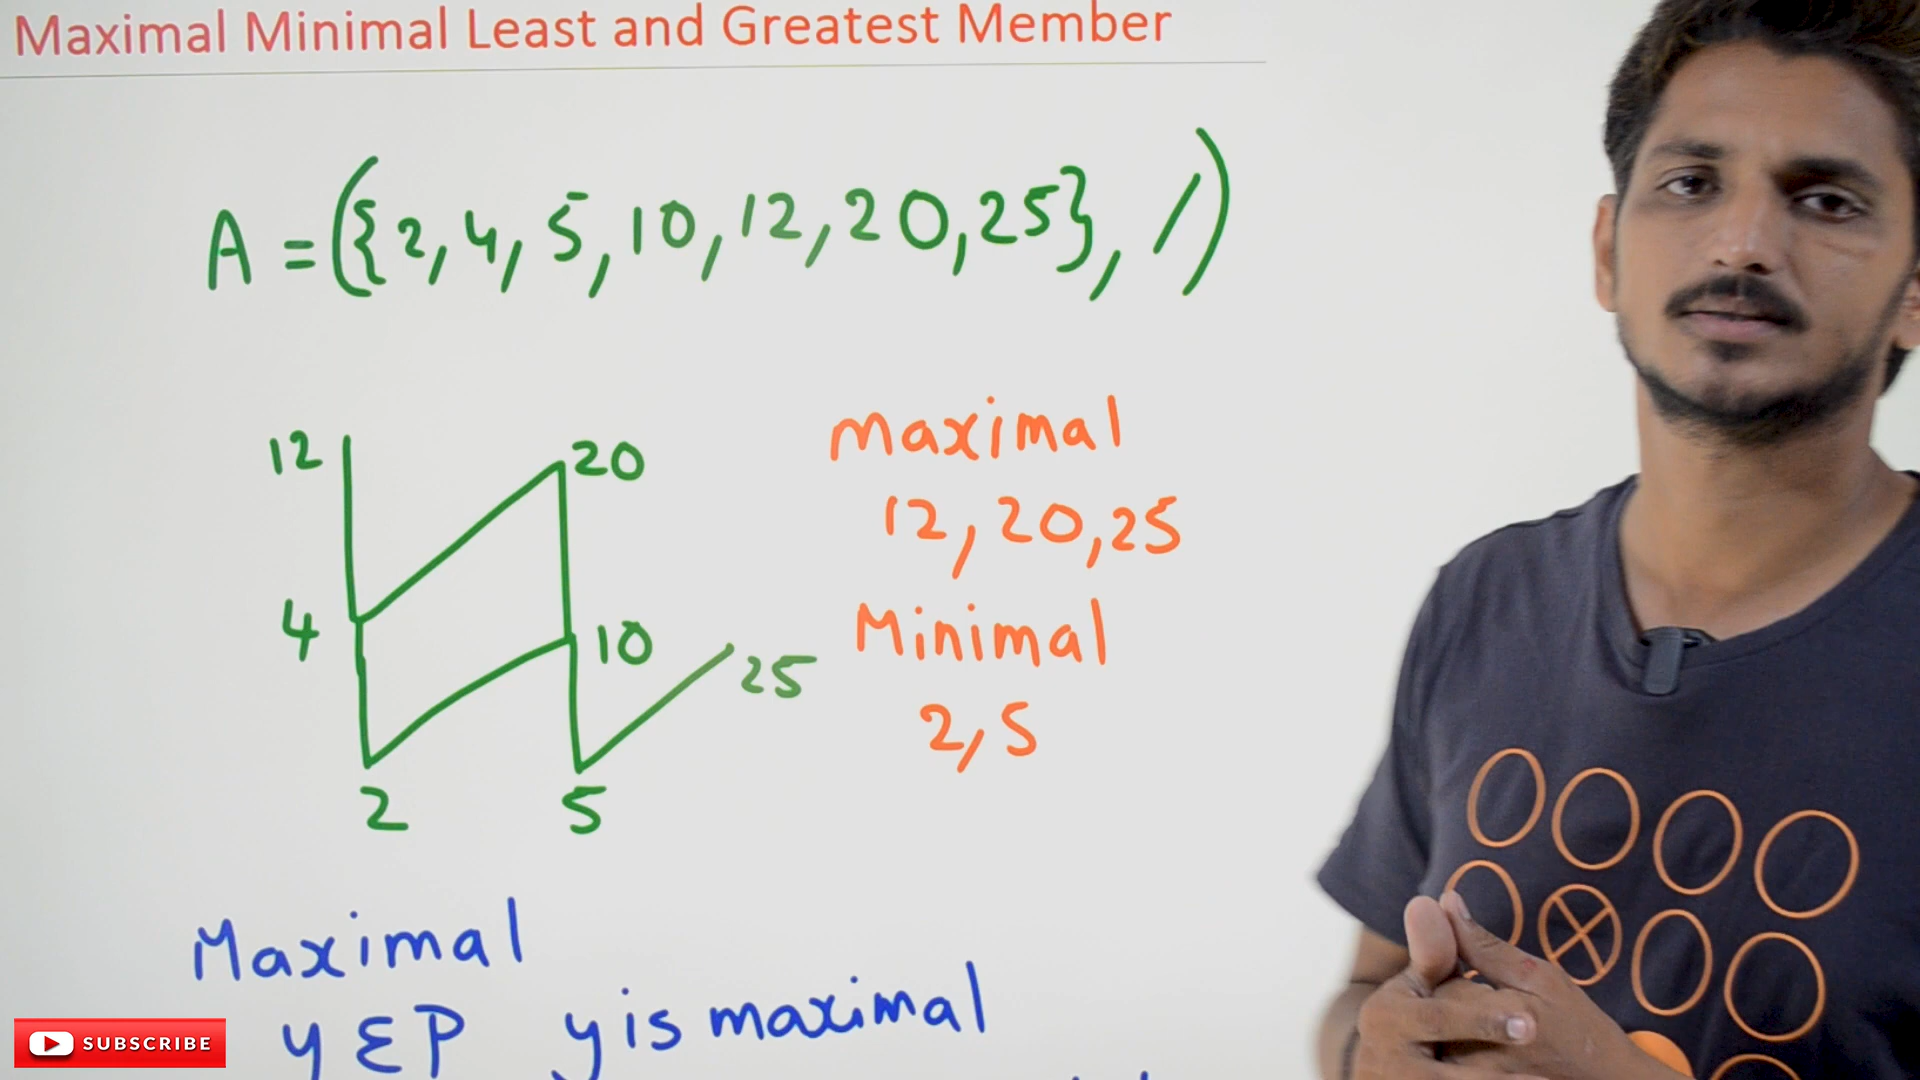 Maximal Minimal Least and Greatest Member
A = ({2, 4, 5, 10, 12, 20, 25}, /)
12
20
4
10
25
2
5
Maximal
12, 20, 25
Minimal
2, 5
Maximal
y ε P y is maximal
SUBSCRIBE